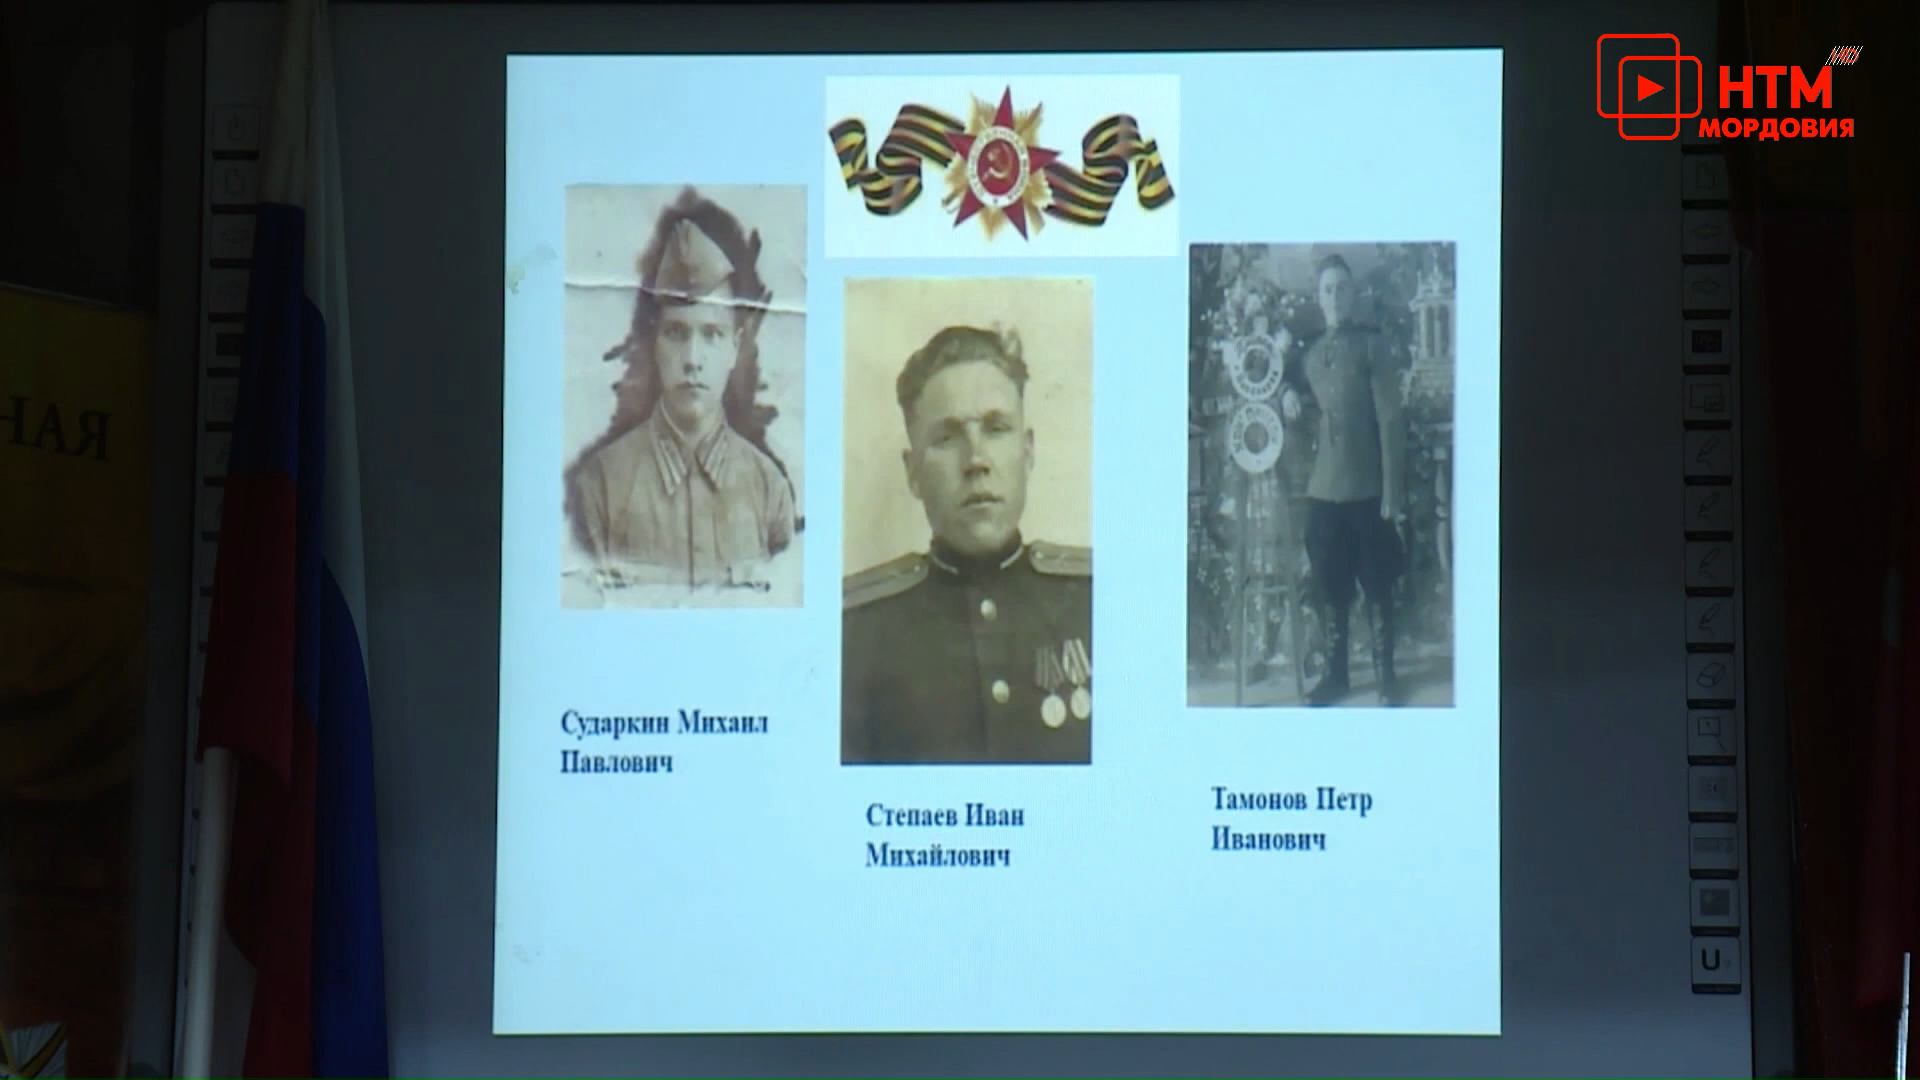 НТМ
МОРДОВИЯ
Сударкин Михаил
Павлович
Степаев Иван
Михайлович
Тамонов Петр
Иванович
U